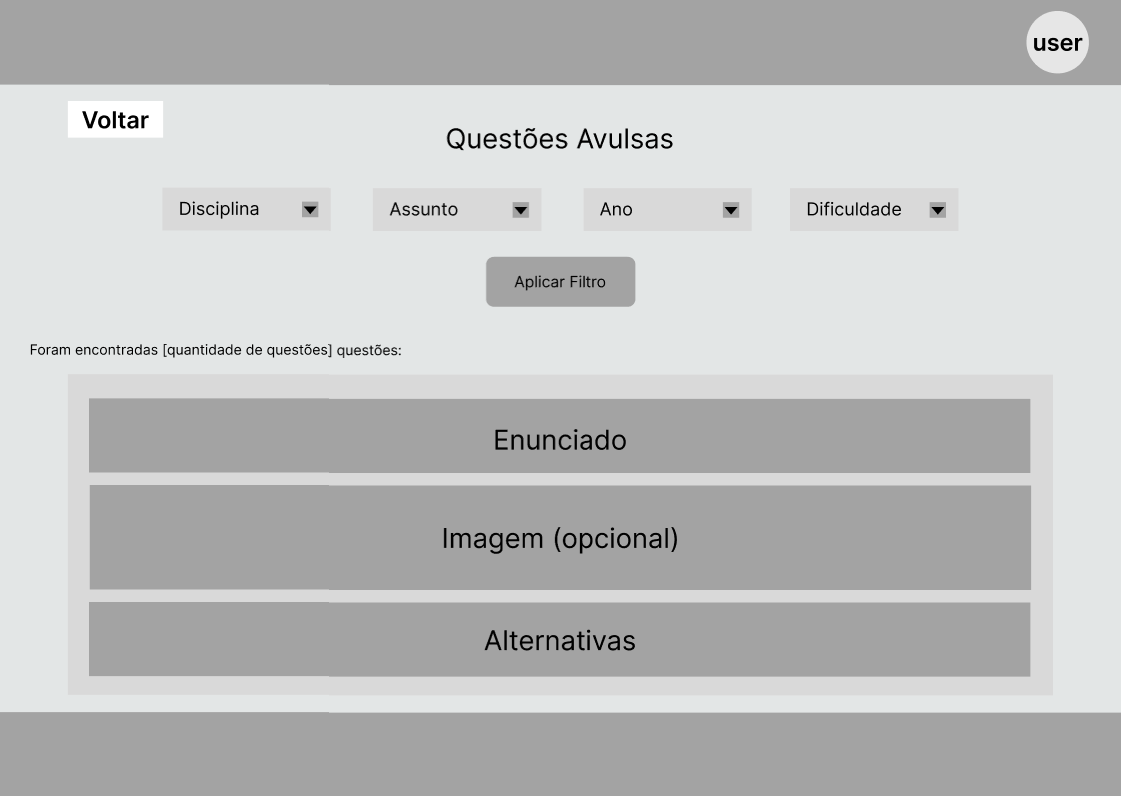 user
Voltar
Questões Avulsas
Disciplina
Assunto
Ano
Dificuldade
Aplicar Filtro
Foram encontradas [quantidade de questões] questões:
Enunciado
Imagem (opcional)
Alternativas